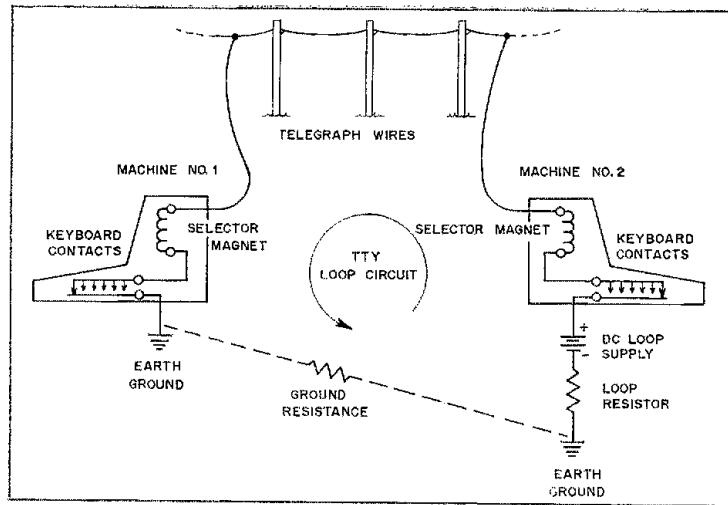 TELEGRAPH WIRES
MACHINE NO. 1
MACHINE NO. 2
SELECTOR
MAGNET
SELECTOR MAGNET
KEYBOARD
CONTACTS
KEYBOARD
CONTACTS
TTY
LOOP CIRCUIT
+
-
DC LOOP
SUPPLY
EARTH
GROUND
GROUND
RESISTANCE
LOOP
RESISTOR
EARTH
GROUND